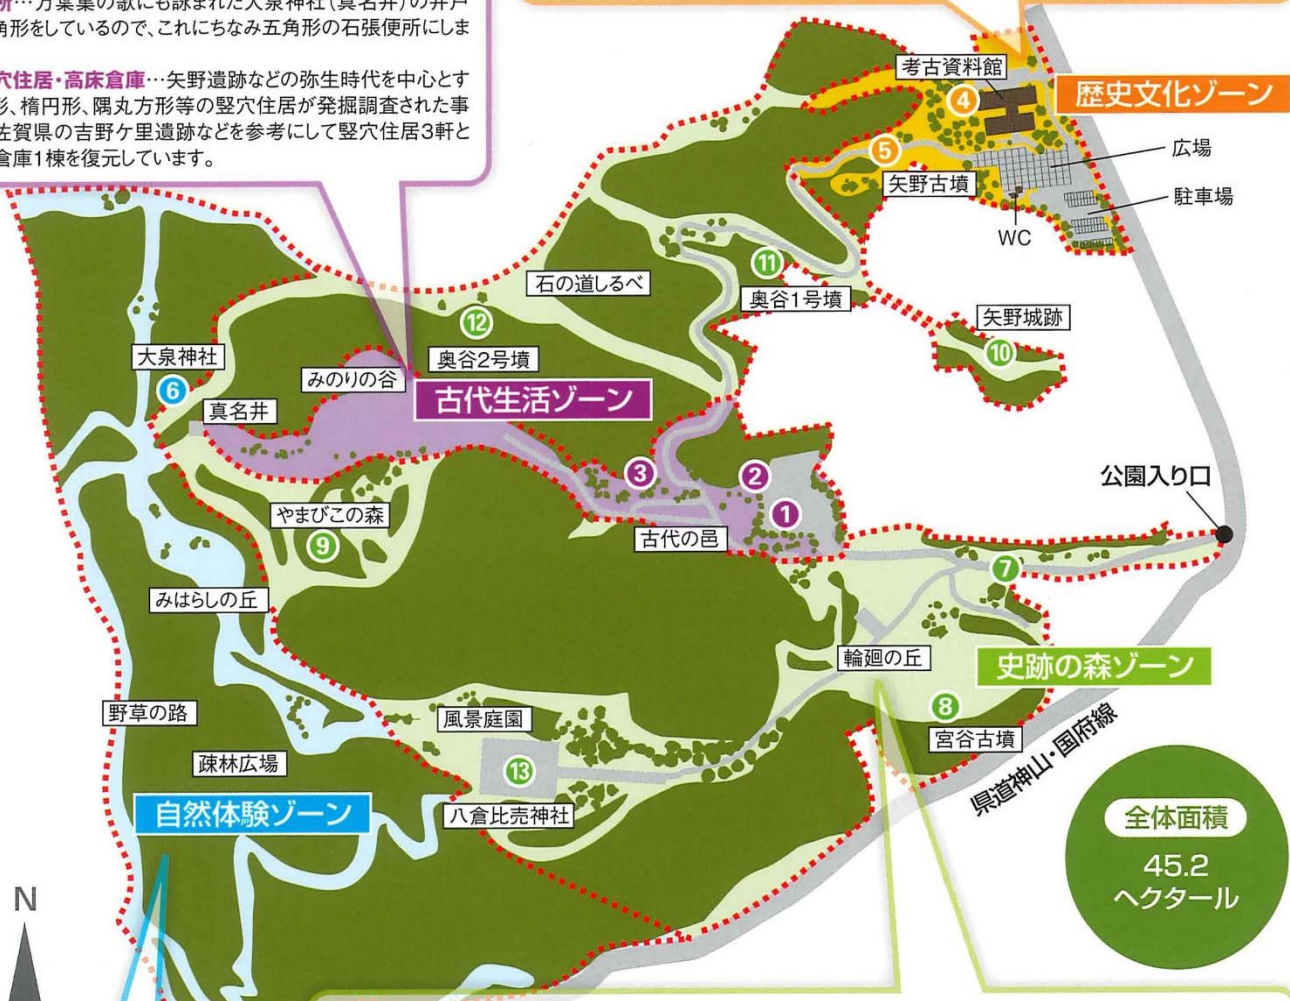 所…万葉集の歌にも詠まれた大泉神社（真名井）の井戸
角形をしているので、これにちなみ五角形の石張便所にしま
穴住居・高床倉庫…矢野遺跡などの弥生時代を中心とす
形、楕円形、隅丸方形等の竪穴住居が発掘調査された事
佐賀県の吉野ケ里遺跡などを参考にして竪穴住居3軒と
倉庫1棟を復元しています。
考古資料館
④
歴史文化ゾーン
⑤
広場
矢野古墳
駐車場
WC
⑪
石の道しるべ
奥谷1号墳
⑫
矢野城跡
⑩
大泉神社
奥谷2号墳
⑥
みのりの谷
古代生活ゾーン
真名井
③
②
公園入り口
①
やまびこの森
古代の邑
⑨
⑦
みはらしの丘
輪廻の丘
史跡の森ゾーン
野草の路
風景庭園
⑧
宮谷古墳
疎林広場
⑬
県道神山・国府線
自然体験ゾーン
八倉比売神社
全体面積
45.2
ヘクタール
N